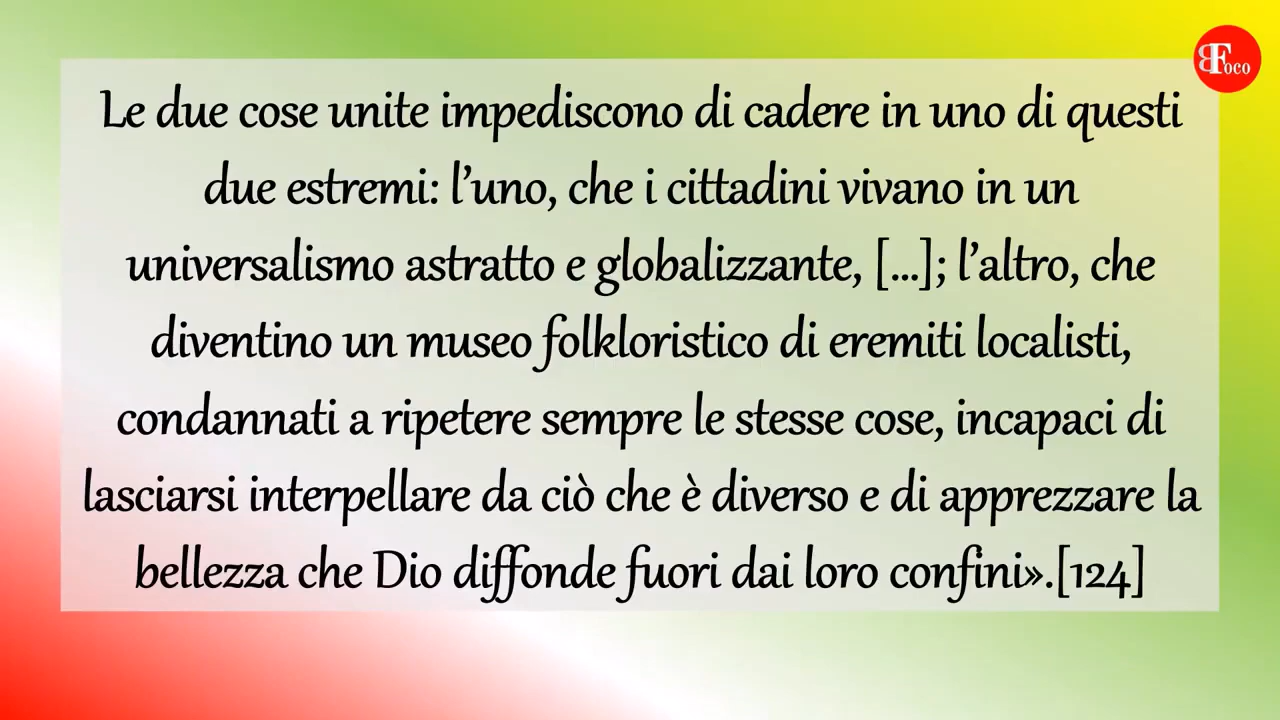 BFoco
Le due cose unite impediscono di cadere in uno di questi
due estremi: l’uno, che i cittadini vivano in un
universalismo astratto e globalizzante, [...]; l’altro, che
diventino un museo folkloristico di eremiti localisti,
condannati a ripetere sempre le stesse cose, incapaci di
lasciarsi interpellare da ciò che è diverso e di apprezzare la
bellezza che Dio diffonde fuori dai loro confini».[124]